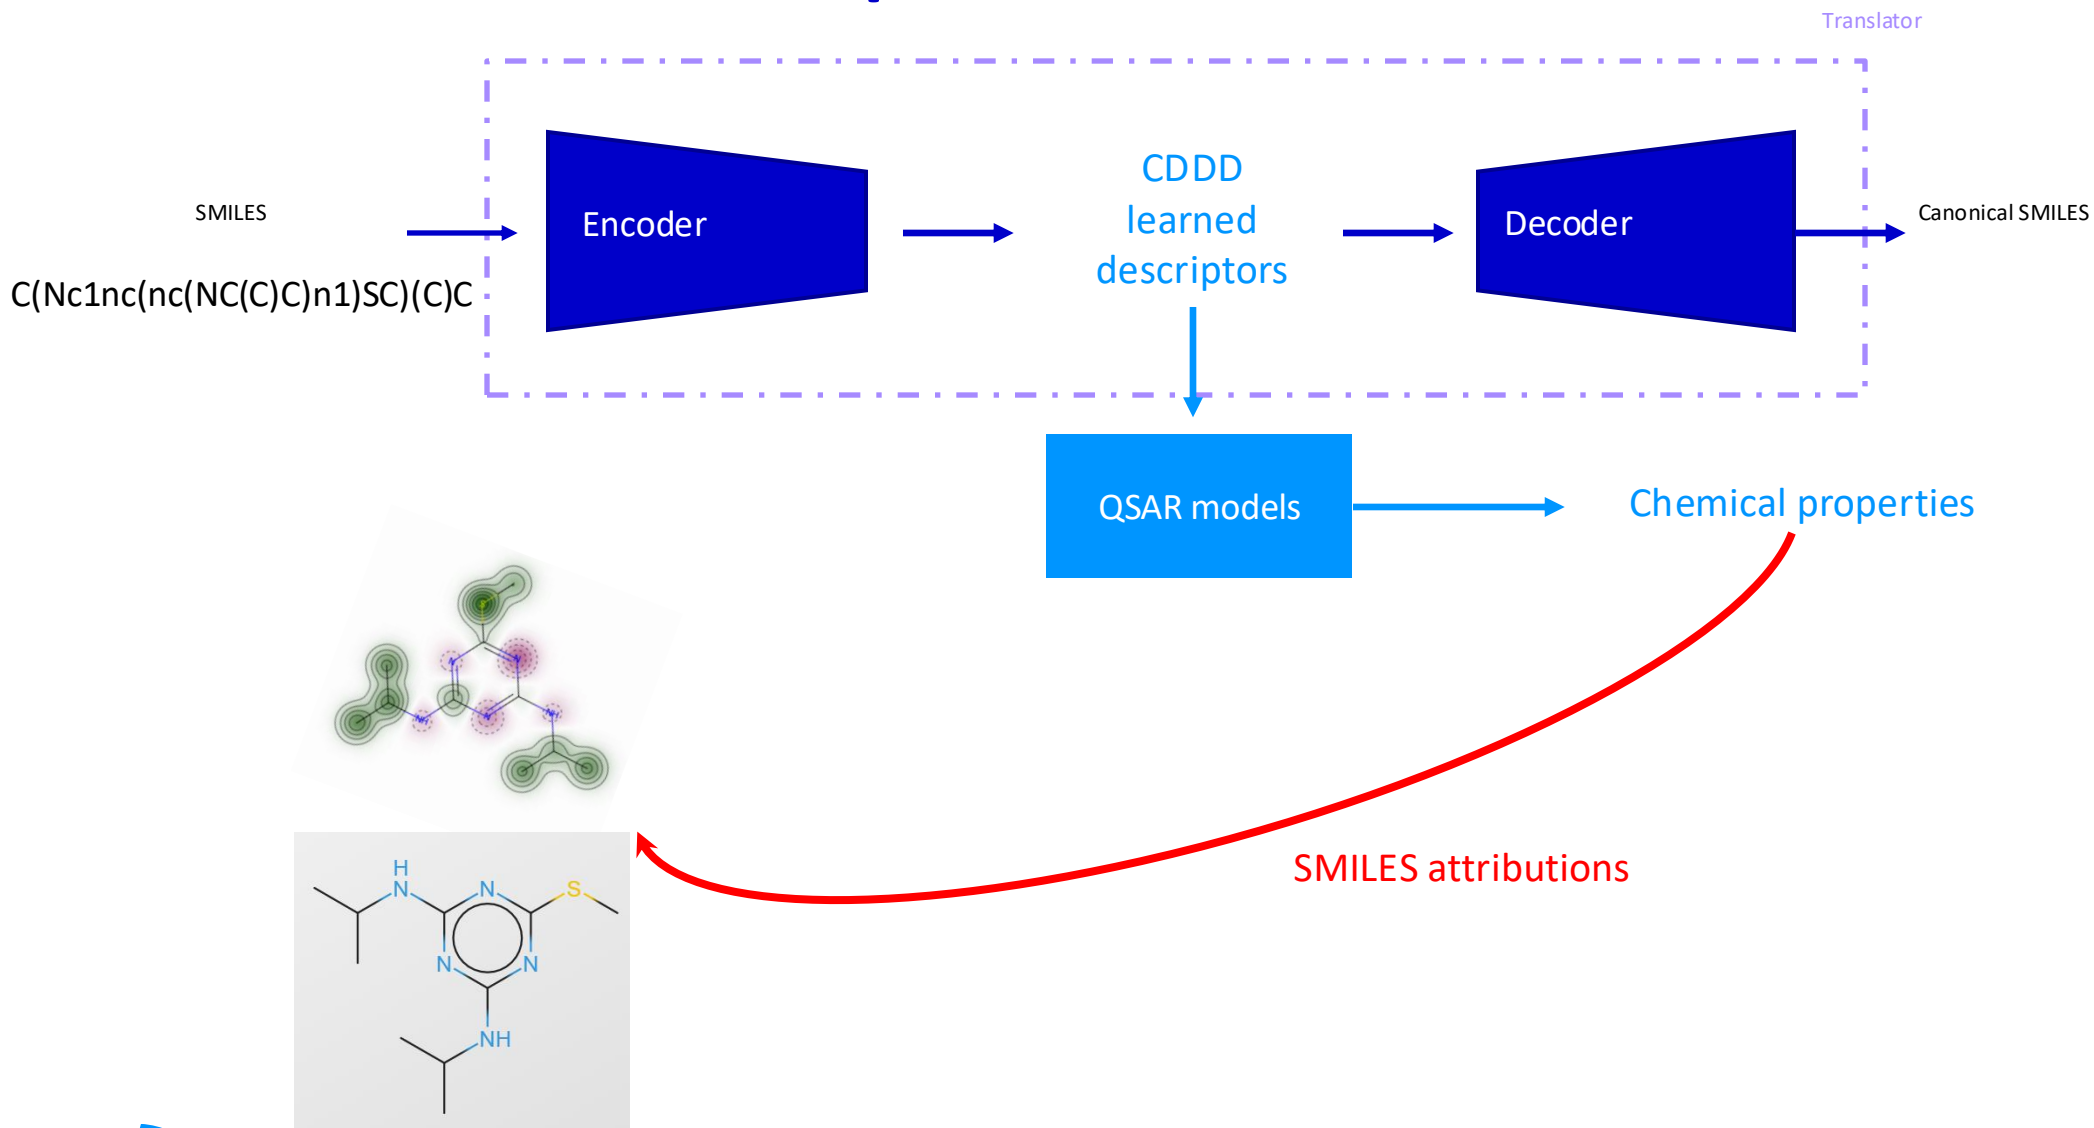 Translator
SMILES
C(Nc1nc(nc(NC(C)C)n1)SC)(C)C
Encoder
CDDD
learned
descriptors
Decoder
Canonical SMILES
QSAR models
Chemical properties
SMILES attributions
H
N
N
S
N
N
NH